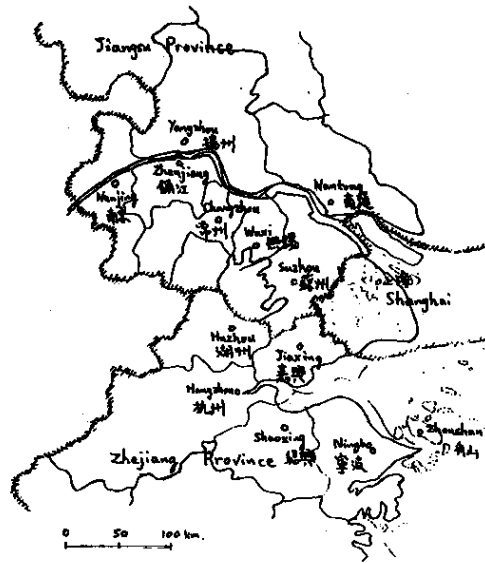 Jiangsu Province
Yangzhou 揚州
Zhenjiang
鎮江
Nanjing
南京
Nantong
南通
Changzhou
常州
Wuxi
無錫
Suzhou
蘇州
(上海)
Shanghai
Huzhou
湖州
Jiaxing
嘉興
Hangzhou
杭州
Zhoushan
舟山
Shaoxing
紹興
Ningbo
寧波
Zhejiang Province
0 50 100 km.